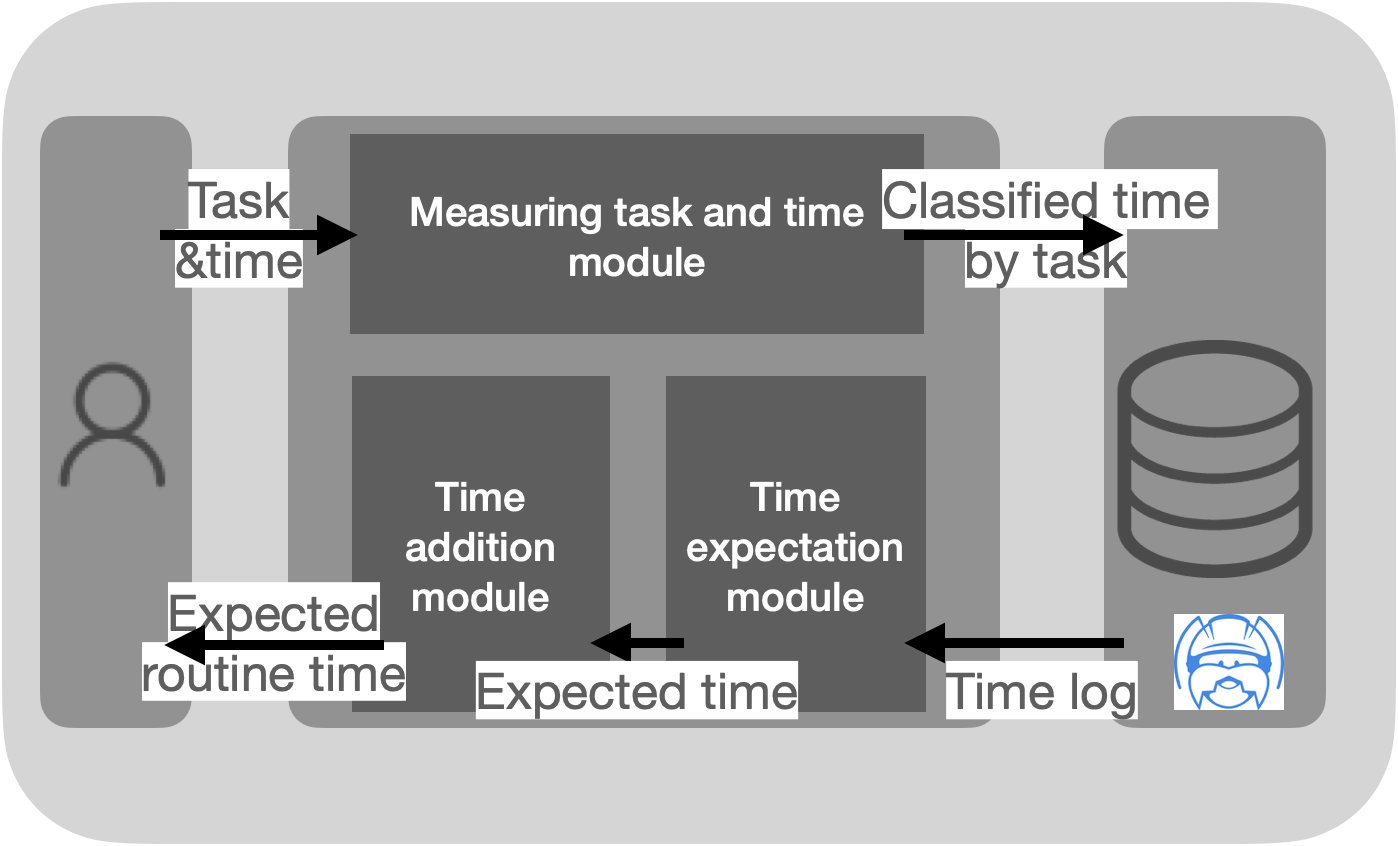 Task
&time
Measuring task and time
module
Classified time
by task
Time
addition
module
Time
expectation
module
Expected
routine time
Expected time
Time log